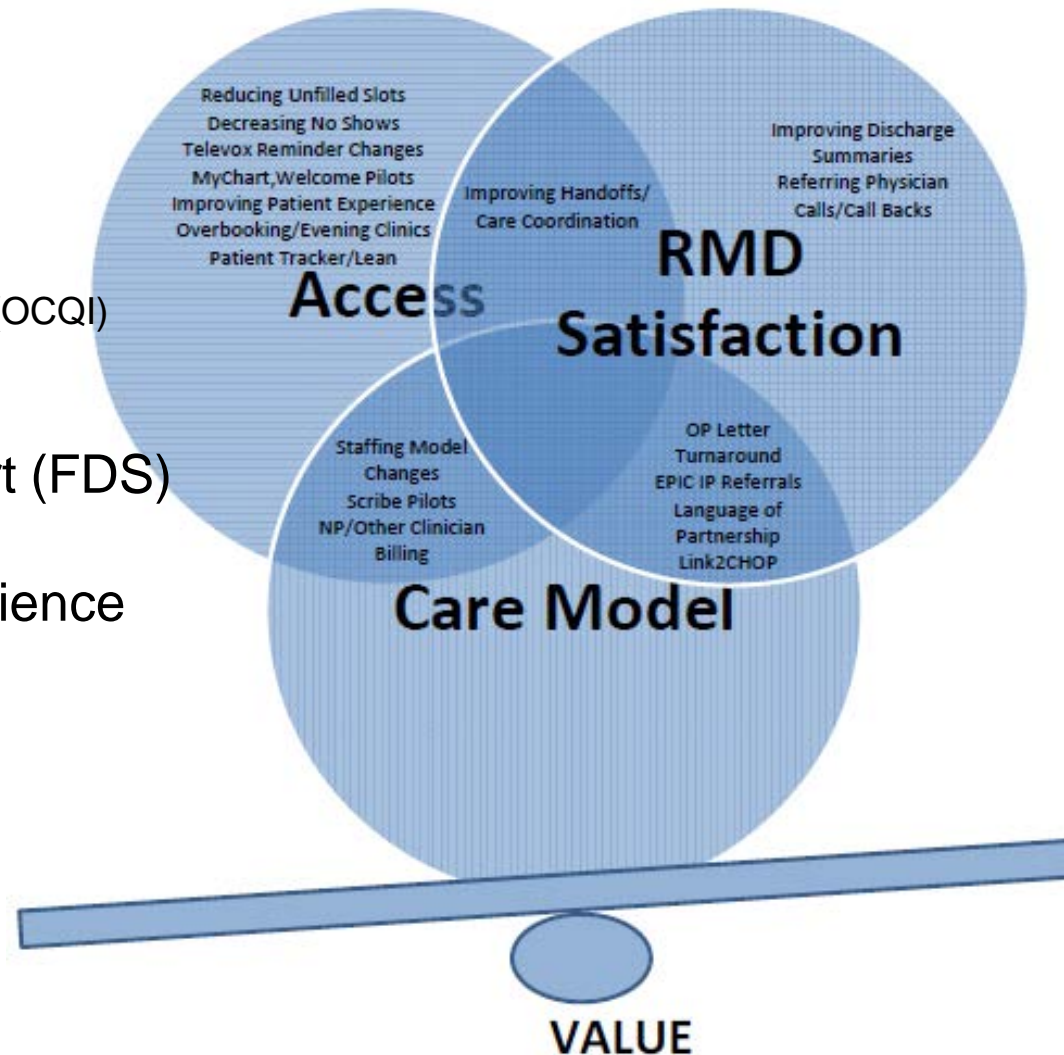 Reducing Unfilled Slots
Decreasing No Shows
Televox Reminder Changes
MyChart,Welcome Pilots
Improving Patient Experience
Overbooking/Evening Clinics
Patient Tracker/Lean
Access
Improving Handoffs/
Care Coordination
Improving Discharge
Summaries
Referring Physician
Calls/Call Backs
RMD
Satisfaction
OCQI)
(FDS)
Staffing Model
Changes
Scribe Pilots
NP/Other Clinician
Billing
OP Letter
Turnaround
EPIC IP Referrals
Language of
Partnership
Link2CHOP
Care Model
VALUE